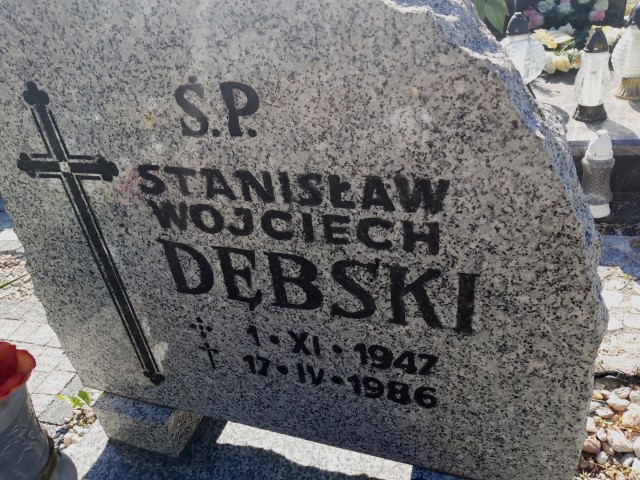 Ś.P.
STANISŁAW
WOJCIECH
DĘBSKI
1·XI·1947
17·IV·1986